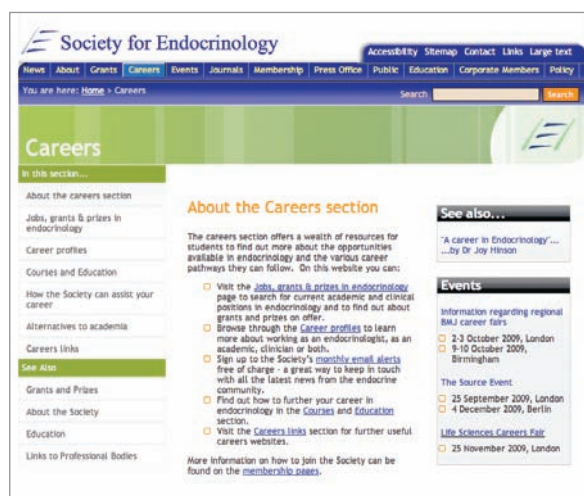 Society for Endocrinology
Accessibility Sitemap Contact Links Large text
News About Grants Careers Events Journals Membership Press Office Public Education Corporate Members Policy
You are here: Home > Careers
Search Search
Careers
In this section...
About the careers section
Jobs, grants & prizes in
endocrinology
Career profiles
Courses and Education
How the Society can assist your
career
Alternatives to academia
Careers links
See Also
Grants and Prizes
About the Society
Education
Links to Professional Bodies
About the Careers section
The careers section offers a wealth of resources for
students to find out more about the opportunities
available in endocrinology and the various career
pathways they can follow. On this website you can:
Visit the Jobs, grants & prizes in endocrinology
page to search for current academic and clinical
positions in endocrinology and to find out about
grants and prizes on offer.
Browse through the Career profiles to learn
more about working as an endocrinologist, as an
academic, clinician or both.
Sign up to the Society's monthly email alerts
free of charge - a great way to keep in touch
with all the latest news from the endocrine
community.
Find out how to further your career in
endocrinology in the Courses and Education
section.
Visit the Careers links section for further useful
careers websites.
More information on how to join the Society can be
found on the membership pages.
See also...
"A career in Endocrinology"...
...by Dr Joy Hinson
Events
Information regarding regional
BMJ career fairs
2-3 October 2009, London
9-10 October 2009,
Birmingham
The Source Event
25 September 2009, London
4 December 2009, Berlin
Life Sciences Careers Fair
25 November 2009, London